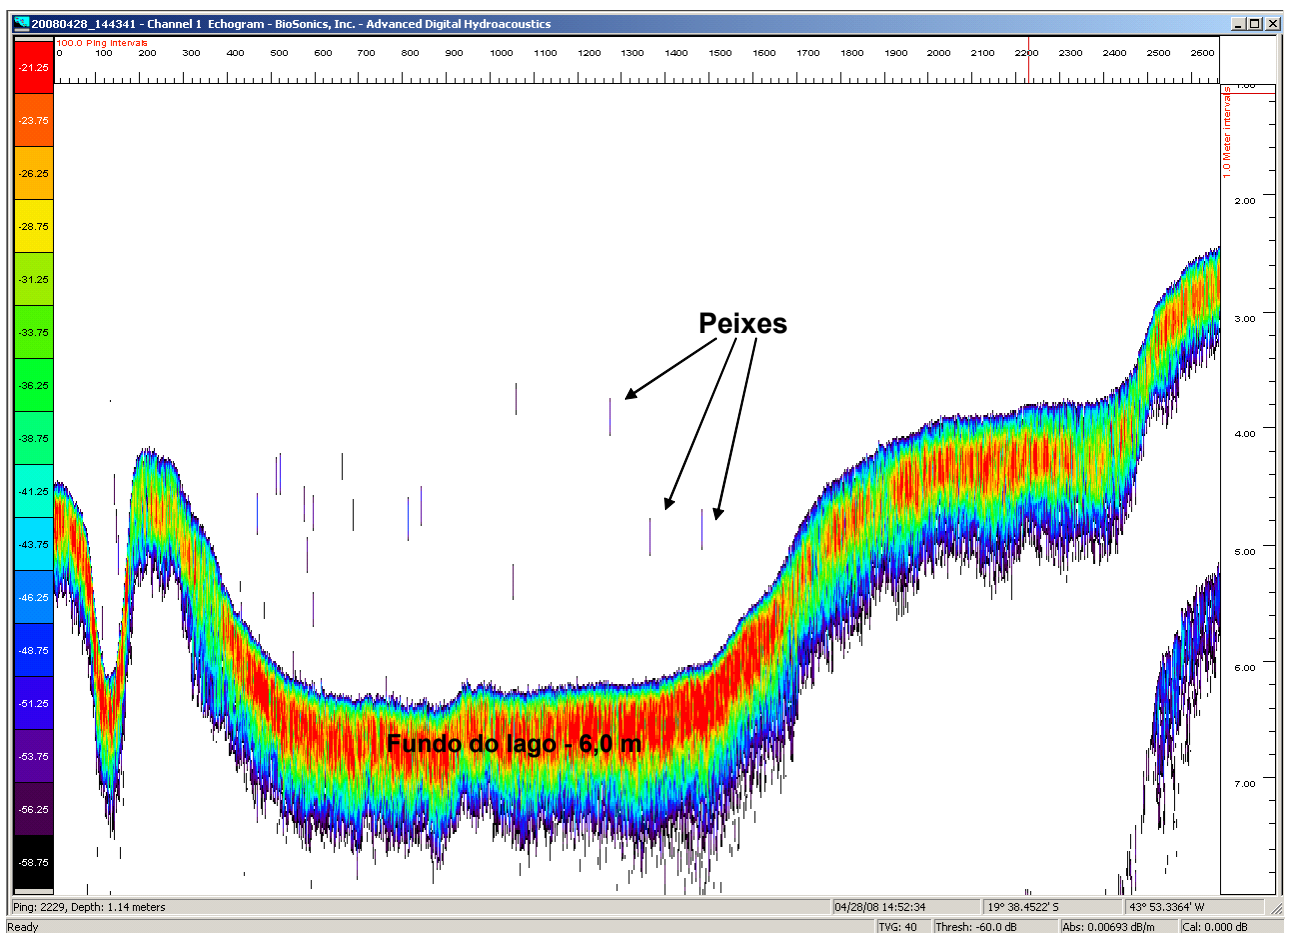 20080428_144341 - Channel 1 Echogram - BioSonics, Inc. - Advanced Digital Hydroacoustics
100.0 Ping Intervals
0 100 200 300 400 500 600 700 800 900 1000 1100 1200 1300 1400 1500 1600 1700 1800 1900 2000 2100 2200 2300 2400 2500 2600
-21.25
-23.75
-26.25
-28.75
-31.25
-33.75
-36.25
-38.75
-41.25
-43.75
-46.25
-48.75
-51.25
-53.75
-56.25
-58.75
1.0 Meter intervals
1.00
2.00
3.00
4.00
5.00
6.00
7.00
Peixes
Fundo do lago - 6,0 m
Ping: 2229, Depth: 1.14 meters
04/28/08 14:52:34
19° 38.4522' S
43° 53.3364' W
Ready
TVG: 40
Thresh: -60.0 dB
Abs: 0.00693 dB/m
Cal: 0.000 dB